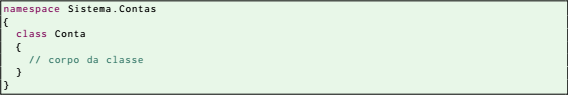 namespace Sistema.Contas
{
  class Conta
  {
    // corpo da classe
  }
}